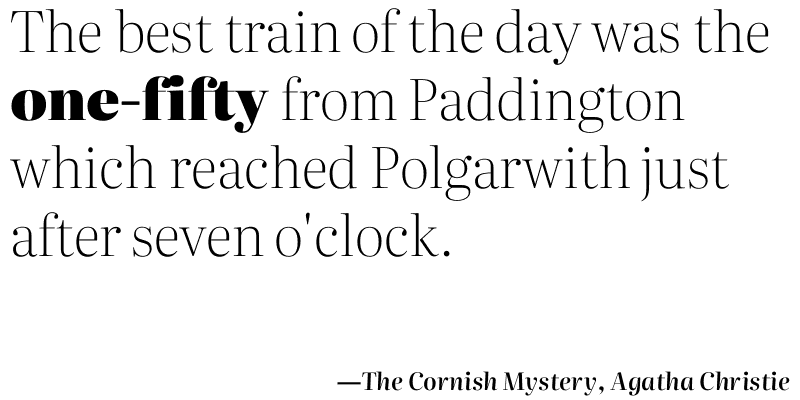 The best train of the day was the
one-fifty from Paddington
which reached Polgarwith just
after seven o'clock.
—The Cornish Mystery, Agatha Christie